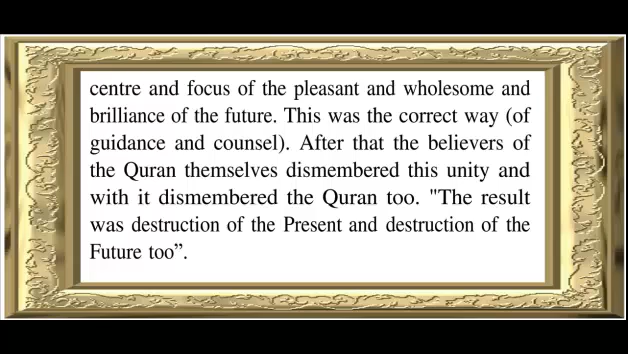 centre and focus of the pleasant and wholesome and
brilliance of the future. This was the correct way (of
guidance and counsel). After that the believers of
the Quran themselves dismembered this unity and
with it dismembered the Quran too. "The result
was destruction of the Present and destruction of the
Future too”.